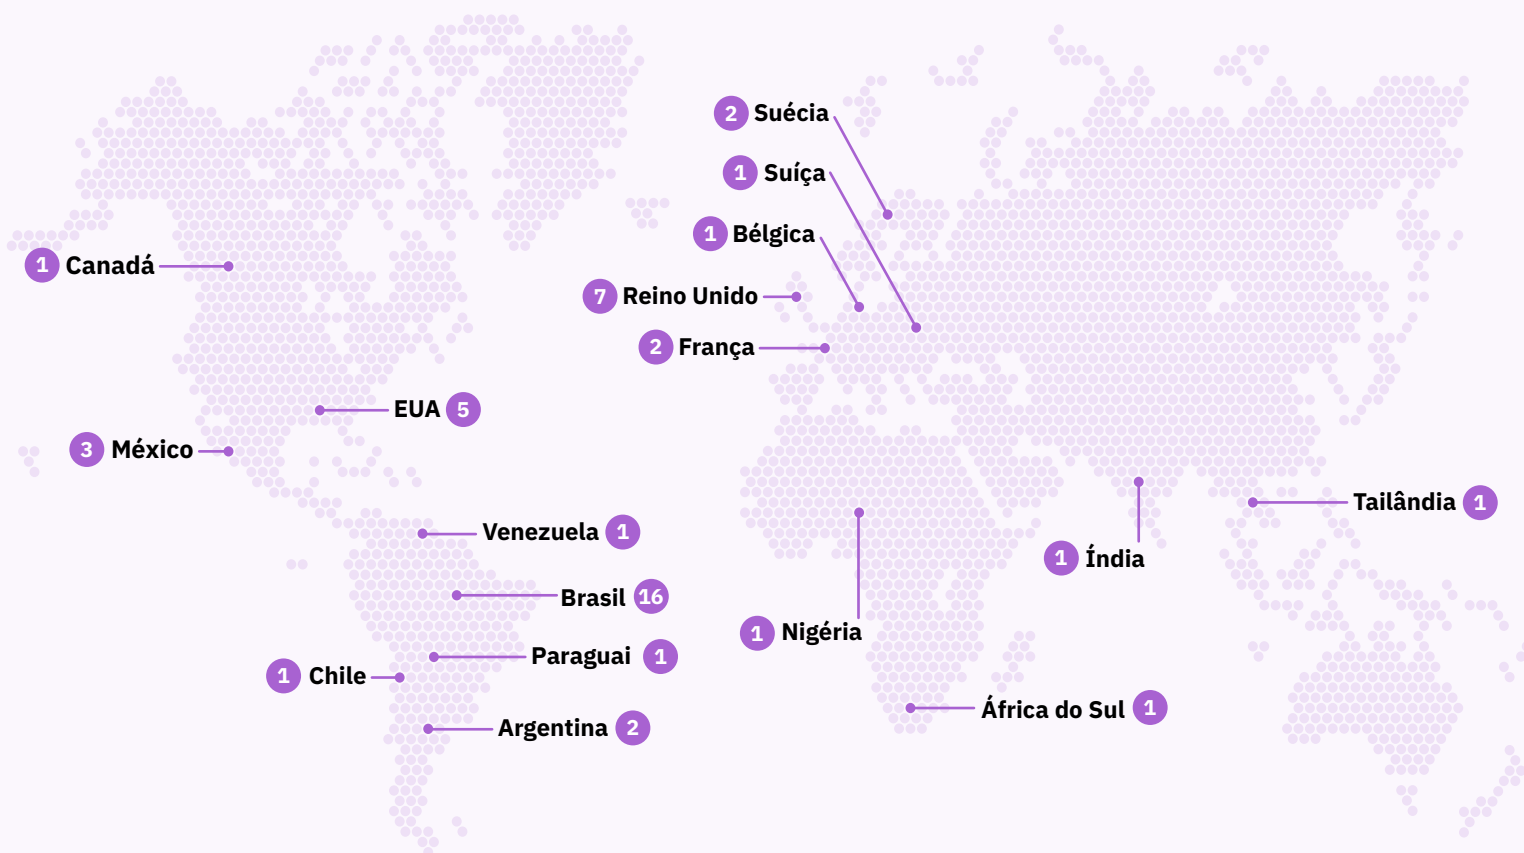 2 Suécia
1 Suíça
1 Bélgica
1 Canadá
7 Reino Unido
2 França
EUA 5
3 México
Tailândia 1
Venezuela 1
1 Índia
Brasil 16
1 Nigéria
Paraguai 1
1 Chile
África do Sul 1
Argentina 2